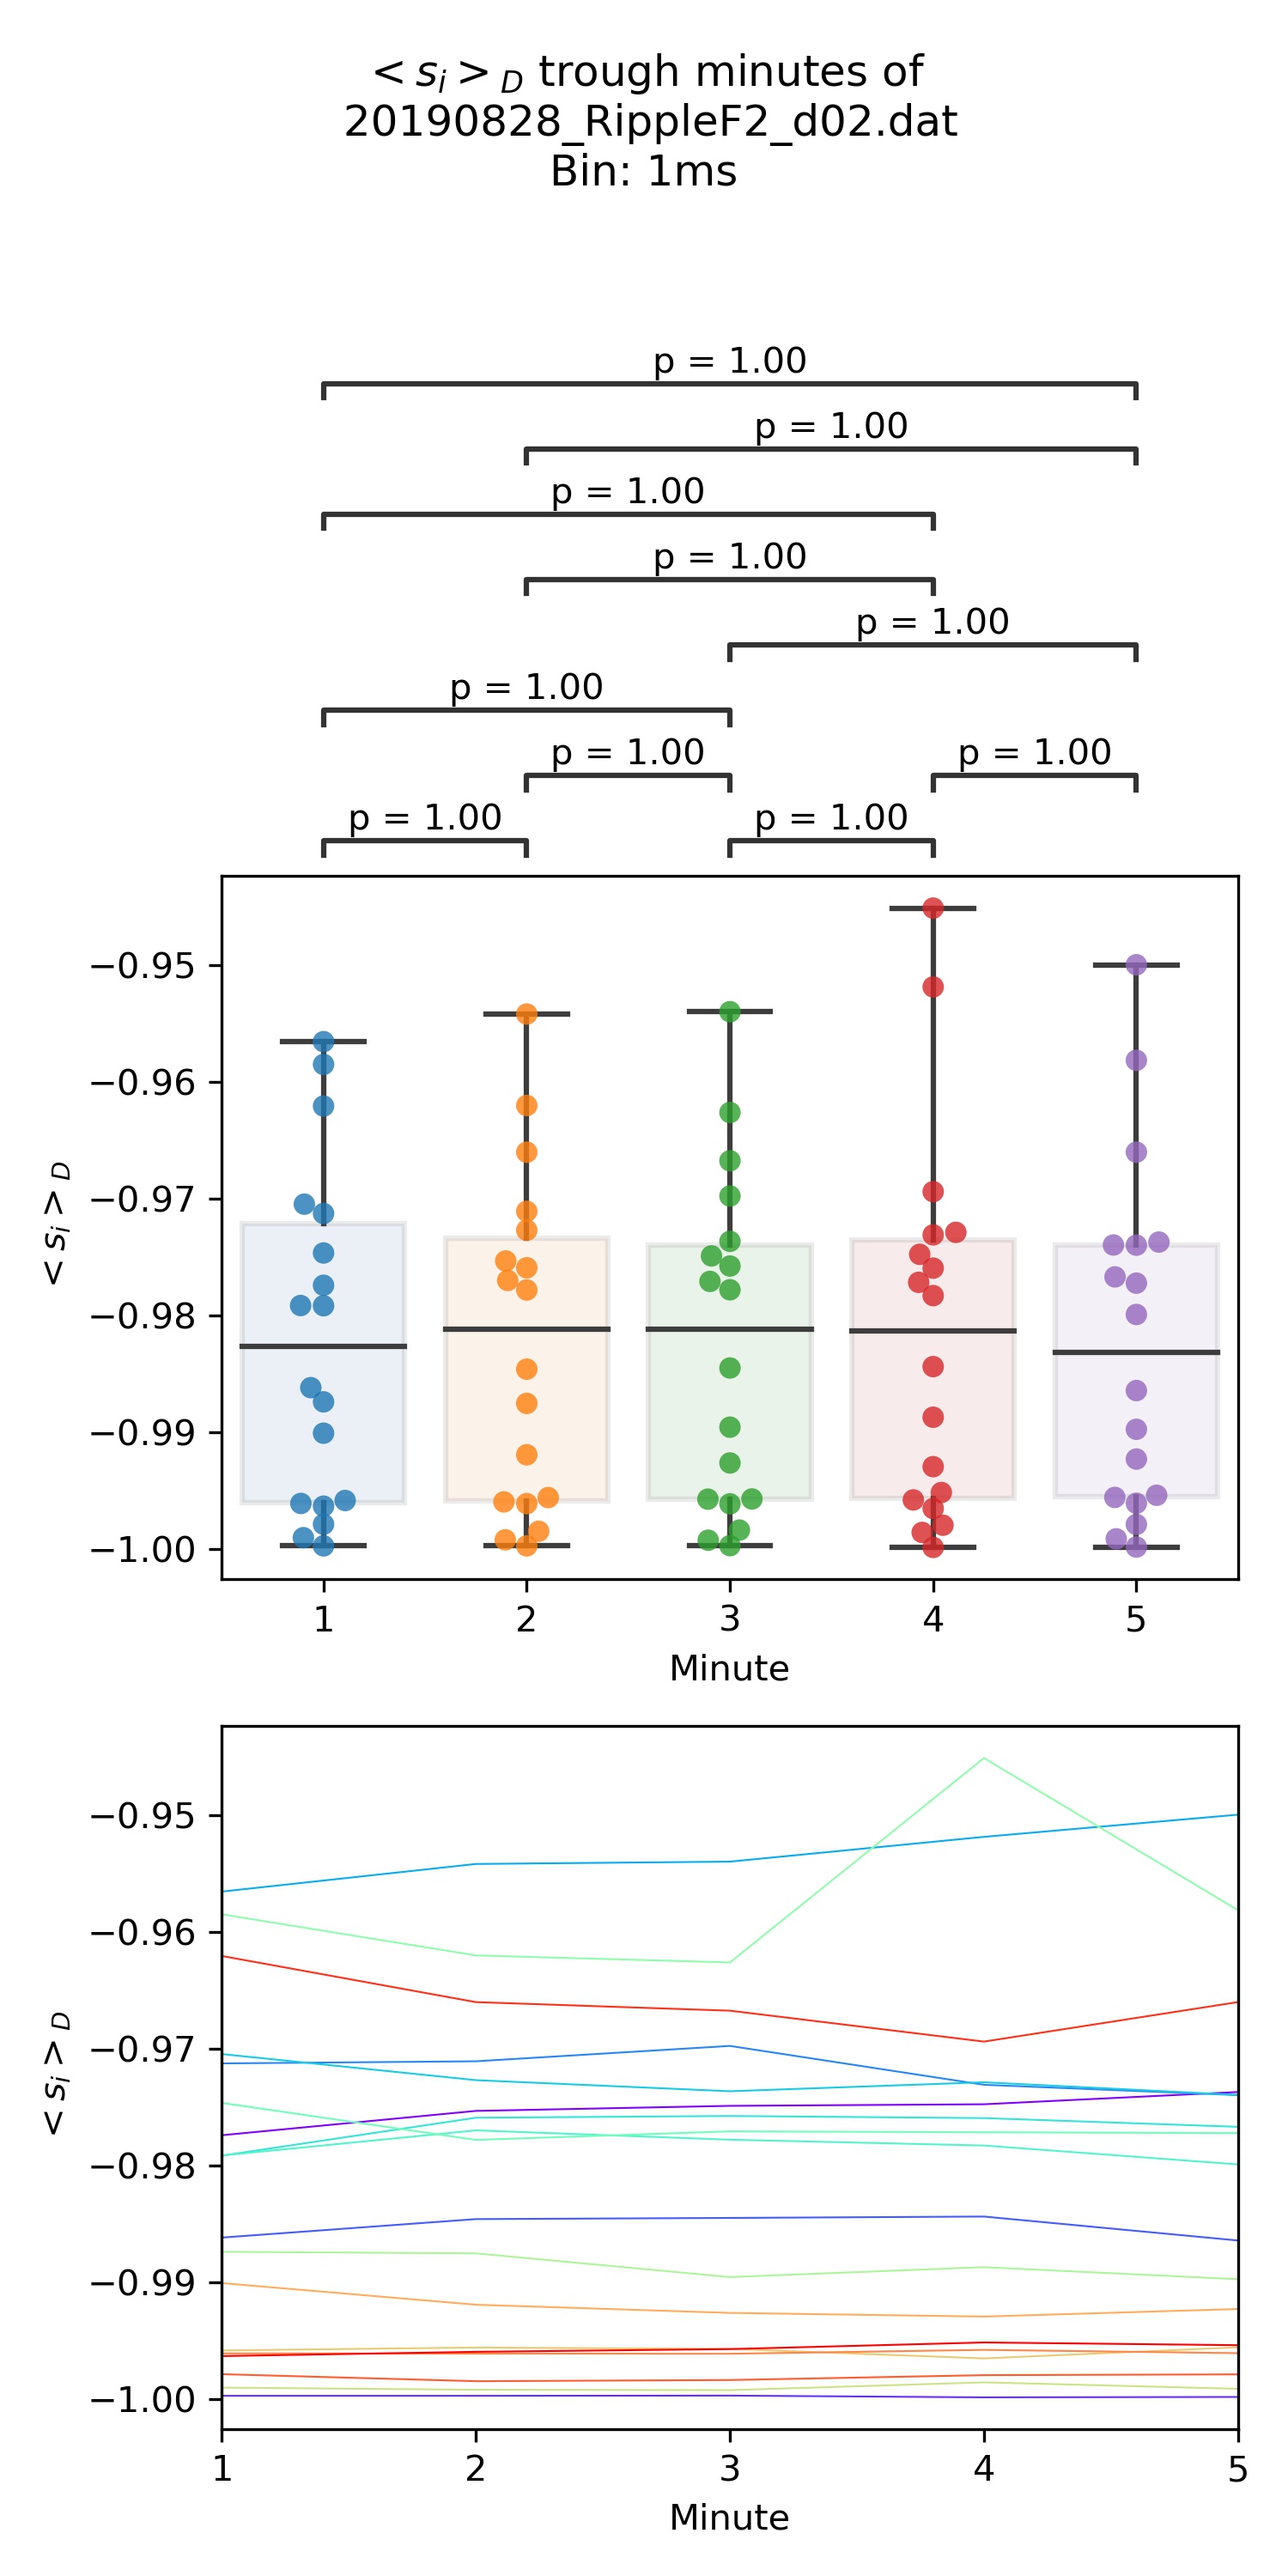 < s_i >_D trough minutes of
20190828_RippleF2_d02.dat
Bin: 1ms
p = 1.00
p = 1.00
p = 1.00
p = 1.00
p = 1.00
p = 1.00
p = 1.00
p = 1.00
p = 1.00
p = 1.00
−0.95
−0.96
−0.97
−0.98
−0.99
−1.00
< s_i >_D
1 2 3 4 5
Minute
−0.95
−0.96
−0.97
−0.98
−0.99
−1.00
< s_i >_D
1 2 3 4 5
Minute